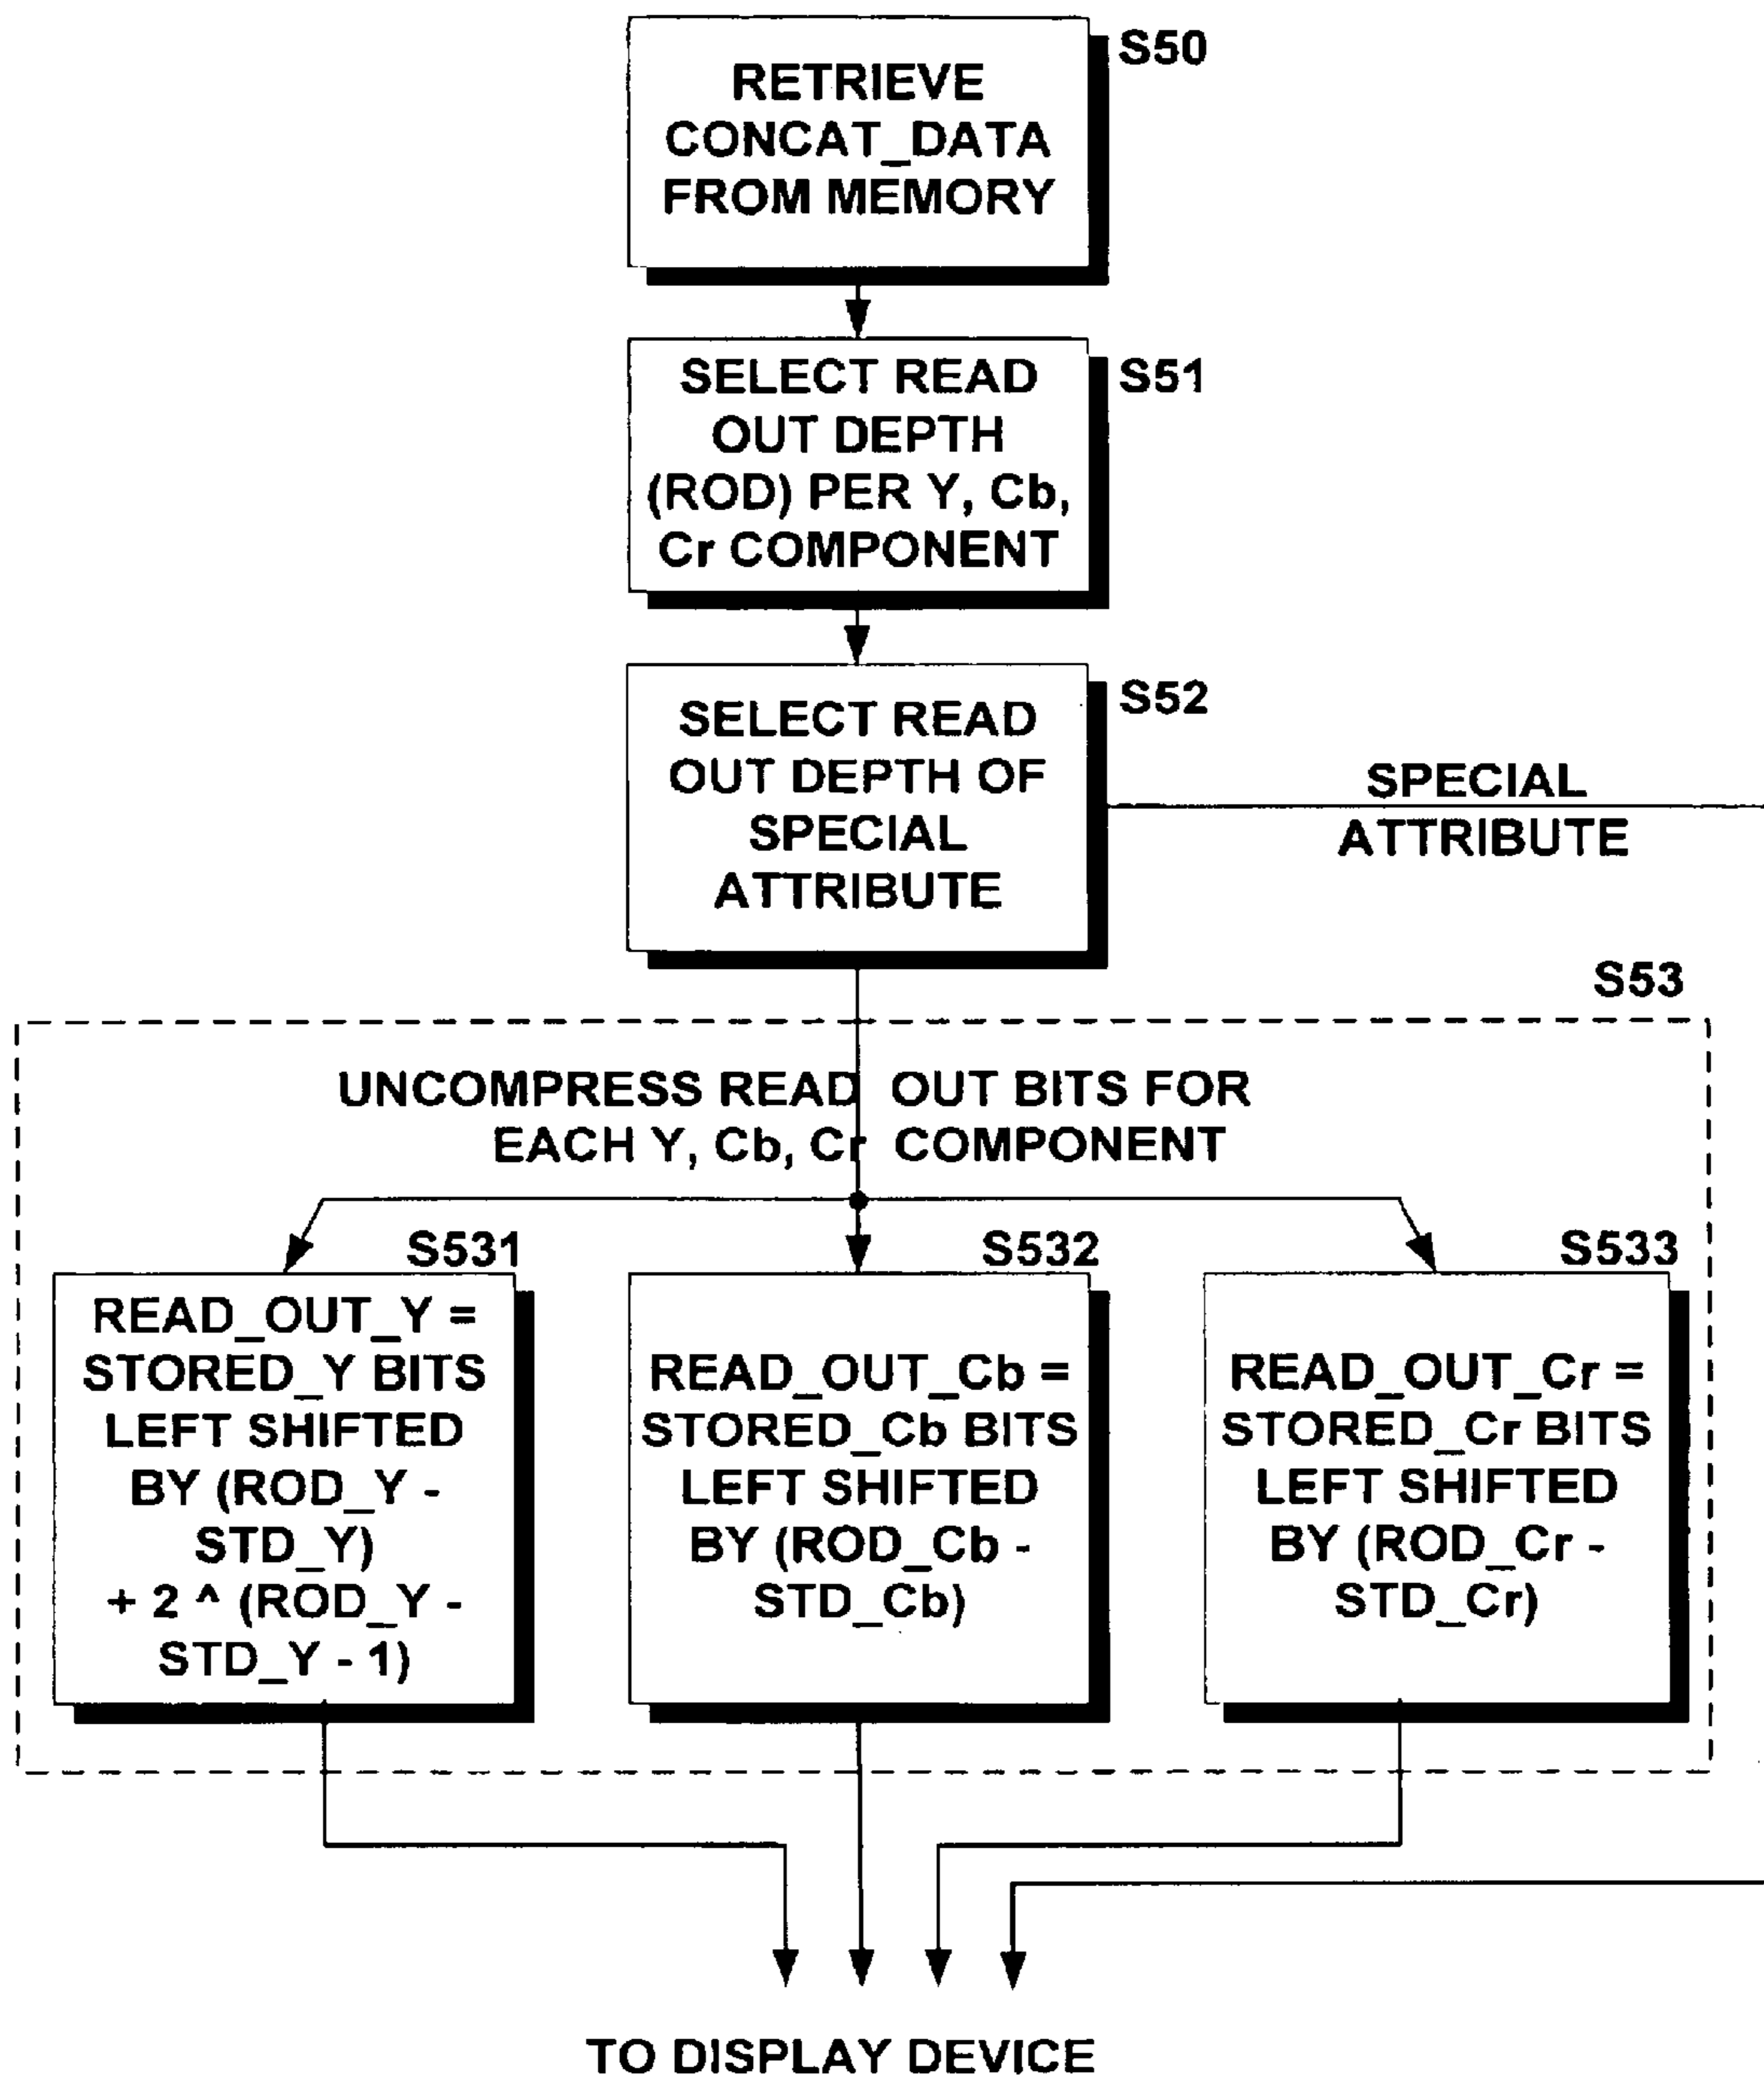 S50
RETRIEVE
CONCAT_DATA
FROM MEMORY
S51
SELECT READ
OUT DEPTH
(ROD) PER Y, Cb,
Cr COMPONENT
S52
SELECT READ
OUT DEPTH OF
SPECIAL
ATTRIBUTE
SPECIAL
ATTRIBUTE
S53
UNCOMPRESS READ OUT BITS FOR
EACH Y, Cb, Cr COMPONENT
S531
READ_OUT_Y =
STORED_Y BITS
LEFT SHIFTED
BY (ROD_Y -
STD_Y)
+ 2 ^ (ROD_Y -
STD_Y - 1)
S532
READ_OUT_Cb =
STORED_Cb BITS
LEFT SHIFTED
BY (ROD_Cb -
STD_Cb)
S533
READ_OUT_Cr =
STORED_Cr BITS
LEFT SHIFTED
BY (ROD_Cr -
STD_Cr)
TO DISPLAY DEVICE